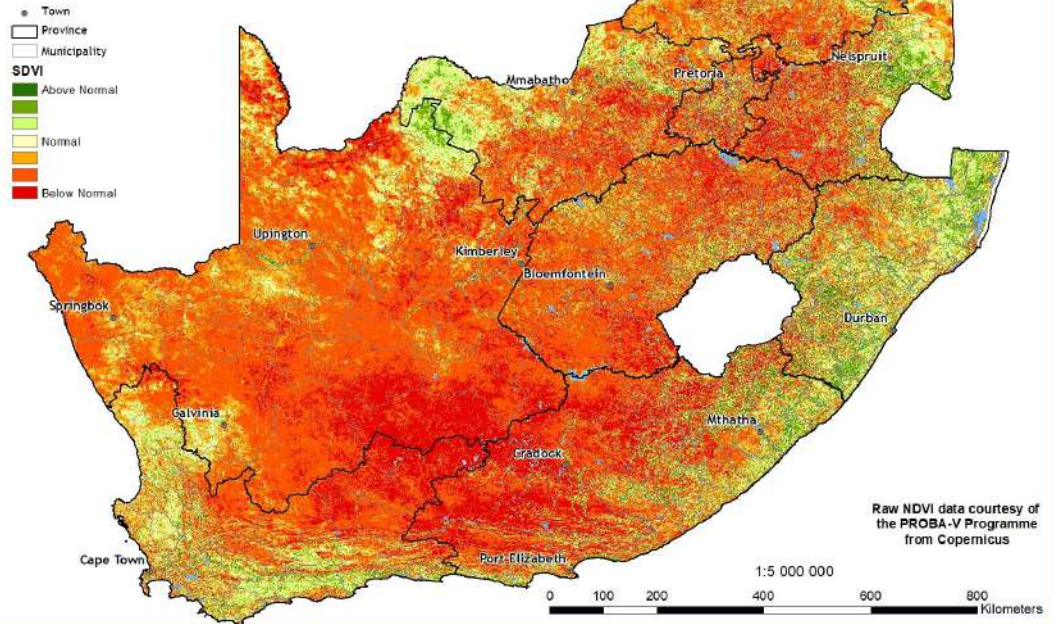 Town
Province
Municipality
SDVI
Above Normal
Normal
Below Normal
Mmabatho
Pretoria
Nelspruit
Upington
Kimberley
Bloemfontein
Springbok
Durban
Calvinia
Mthatha
Cradock
Cape Town
Port Elizabeth
Raw NDVI data courtesy of
the PROBA-V Programme
from Copernicus
1:5 000 000
0 100 200 400 600 800
Kilometers